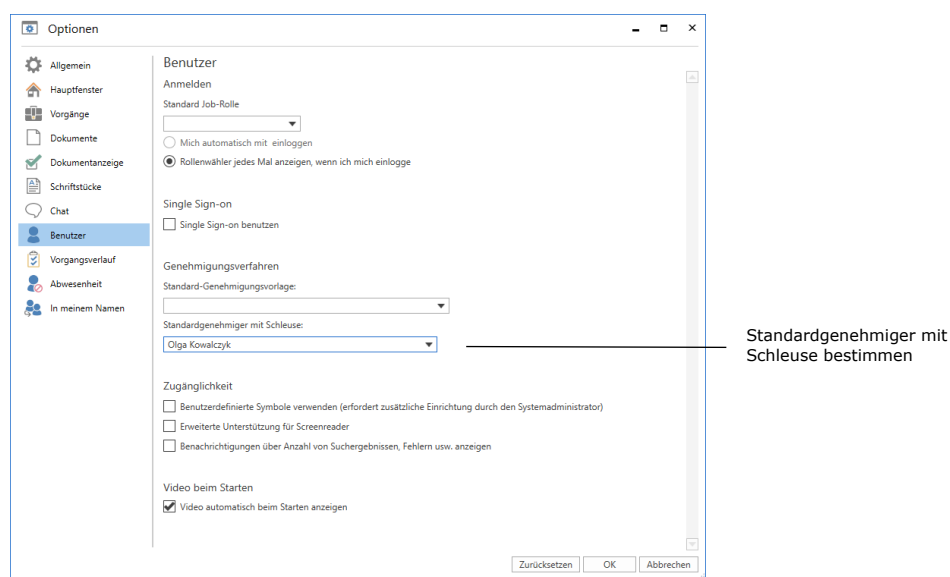 Optionen
Allgemein
Hauptfenster
Vorgänge
Dokumente
Dokumentanzeige
Schriftstücke
Chat
Benutzer
Vorgangsverlauf
Abwesenheit
In meinem Namen
Benutzer
Anmelden
Standard Job-Rolle
Mich automatisch mit einloggen
Rollenwähler jedes Mal anzeigen, wenn ich mich einlogge
Single Sign-on
Single Sign-on benutzen
Genehmigungsverfahren
Standard-Genehmigungsvorlage:
Standardgenehmiger mit Schleuse:
Olga Kowalczyk
Zugänglichkeit
Benutzerdefinierte Symbole verwenden (erfordert zusätzliche Einrichtung durch den Systemadministrator)
Erweiterte Unterstützung für Screenreader
Benachrichtigungen über Anzahl von Suchergebnissen, Fehlern usw. anzeigen
Video beim Starten
Video automatisch beim Starten anzeigen
Zurücksetzen
OK
Abbrechen
Standardgenehmiger mit
Schleuse bestimmen